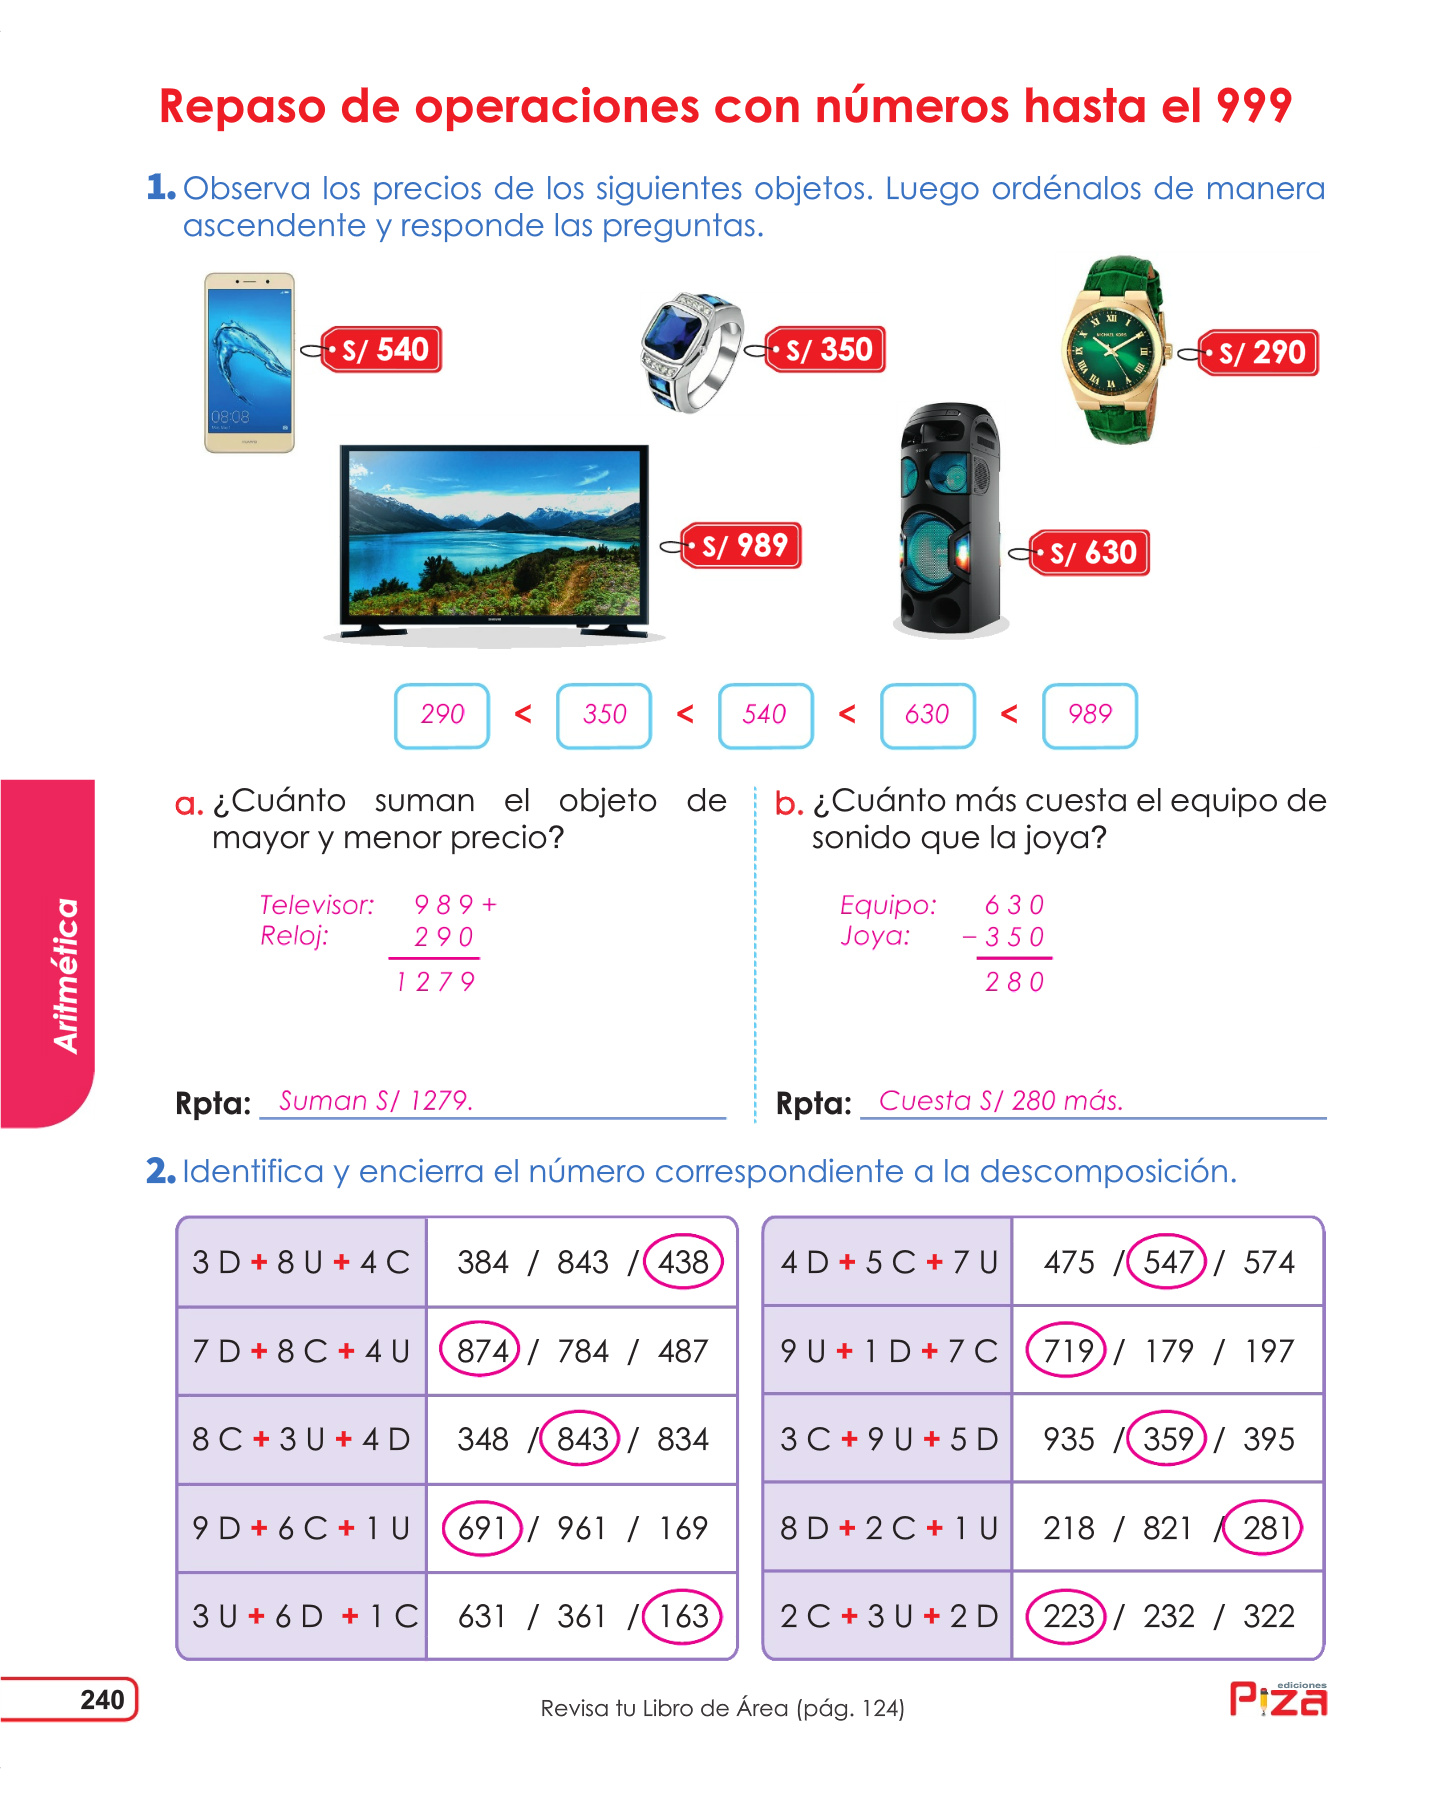 Repaso de operaciones con números hasta el 999
1. Observa los precios de los siguientes objetos. Luego ordénalos de manera
ascendente y responde las preguntas.
08:08
S/ 540
S/ 350
S/ 290
S/ 989
S/ 630
290 < 350 < 540 < 630 < 989
a. ¿Cuánto suman el objeto de
mayor y menor precio?
Televisor: 9 8 9 +
Reloj: 2 9 0
1 2 7 9
Rpta: Suman S/ 1279.
b. ¿Cuánto más cuesta el equipo de
sonido que la joya?
Equipo: 6 3 0
Joya: – 3 5 0
2 8 0
Rpta: Cuesta S/ 280 más.
Aritmética
2. Identifica y encierra el número correspondiente a la descomposición.
3 D + 8 U + 4 C 384 / 843 / 438
7 D + 8 C + 4 U 874 / 784 / 487
8 C + 3 U + 4 D 348 / 843 / 834
9 D + 6 C + 1 U 691 / 961 / 169
3 U + 6 D + 1 C 631 / 361 / 163
4 D + 5 C + 7 U 475 / 547 / 574
9 U + 1 D + 7 C 719 / 179 / 197
3 C + 9 U + 5 D 935 / 359 / 395
8 D + 2 C + 1 U 218 / 821 / 281
2 C + 3 U + 2 D 223 / 232 / 322
240
Revisa tu Libro de Área (pág. 124)
ediciones
Piza